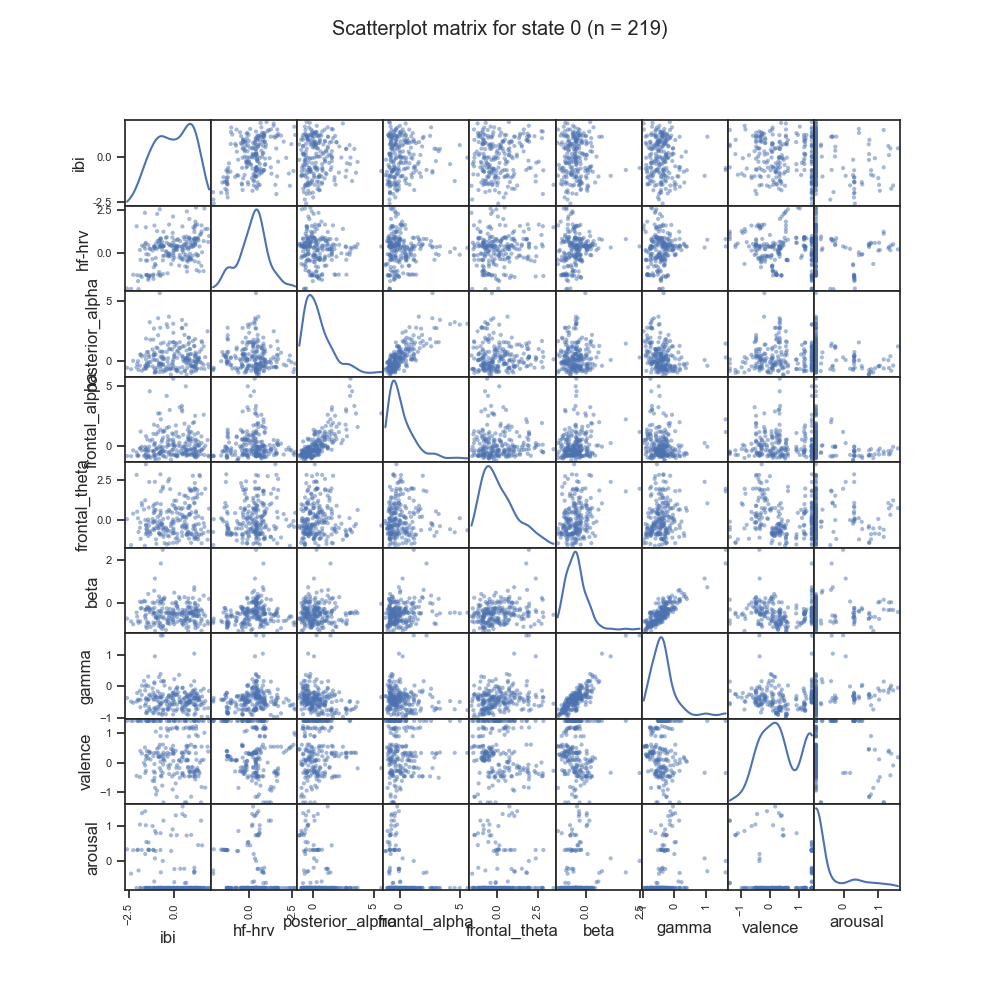 Scatterplot matrix for state 0 (n = 219)
ibi
0.0
-2.5
hf-hrv
2.5
0.0
posterior_alpha
5
0
frontal_alpha
5
0
frontal_theta
2.5
0.0
beta
2
0
gamma
1
0
−1
valence
1
0
−1
arousal
1
0
−2.5
0.0
0.0
2.5
0
5
0
5
0.0
2.5
0.0
2.5
0
1
−1
0
1
0
1
ibi
hf-hrv
posterior_alpha
frontal_alpha
frontal_theta
beta
gamma
valence
arousal